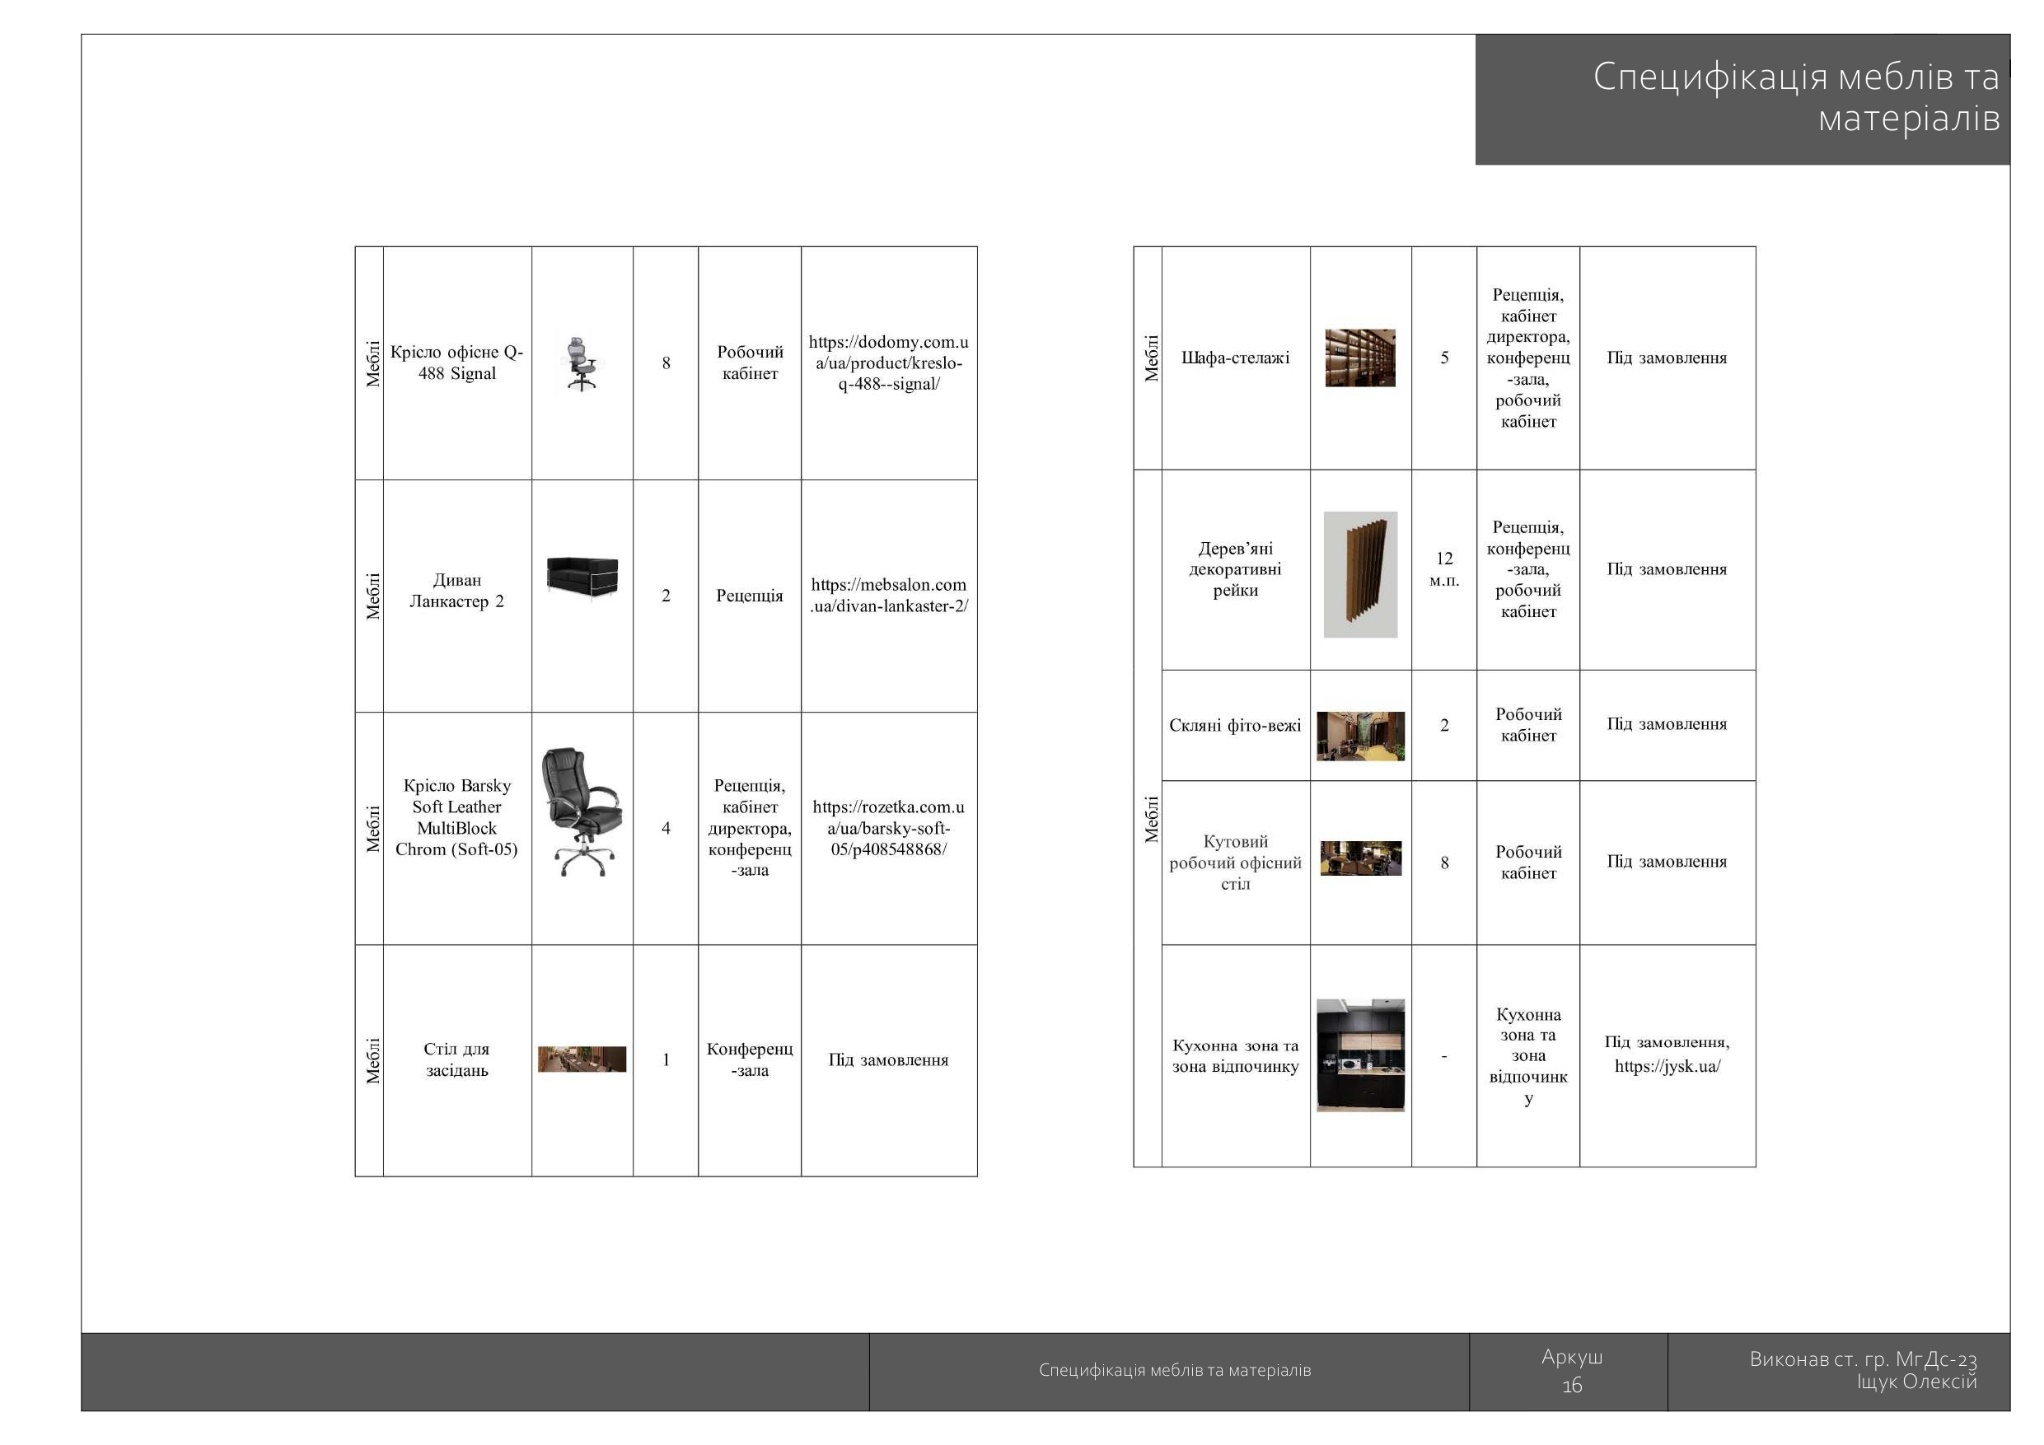 Специфікація меблів та
матеріалів
Меблі
Крісло офісне Q-
488 Signal
8
Робочий
кабінет
https://dodomy.com.u
a/ua/product/kreslo-
q-488--signal/
Меблі
Диван
Ланкастер 2
2
Рецепція
https://mebsalon.com
.ua/divan-lankaster-2/
Меблі
Крісло Barsky
Soft Leather
MultiBlock
Chrom (Soft-05)
4
Рецепція,
кабінет
директора,
конференц
-зала
https://rozetka.com.u
a/ua/barsky-soft-
05/p408548868/
Меблі
Стіл для
засідань
1
Конференц
-зала
Під замовлення
Меблі
Шафа-стелажі
5
Рецепція,
кабінет
директора,
конференц
-зала,
робочий
кабінет
Під замовлення
Меблі
Дерев’яні
декоративні
рейки
12
м.п.
Рецепція,
конференц
-зала,
робочий
кабінет
Під замовлення
Скляні фіто-вежі
2
Робочий
кабінет
Під замовлення
Кутовий
робочий офісний
стіл
8
Робочий
кабінет
Під замовлення
Кухонна зона та
зона відпочинку
-
Кухонна
зона та
зона
відпочинк
у
Під замовлення,
https://jysk.ua/
Специфікація меблів та матеріалів
Аркуш
16
Виконав ст. гр. МгДс-23
Іщук Олексій